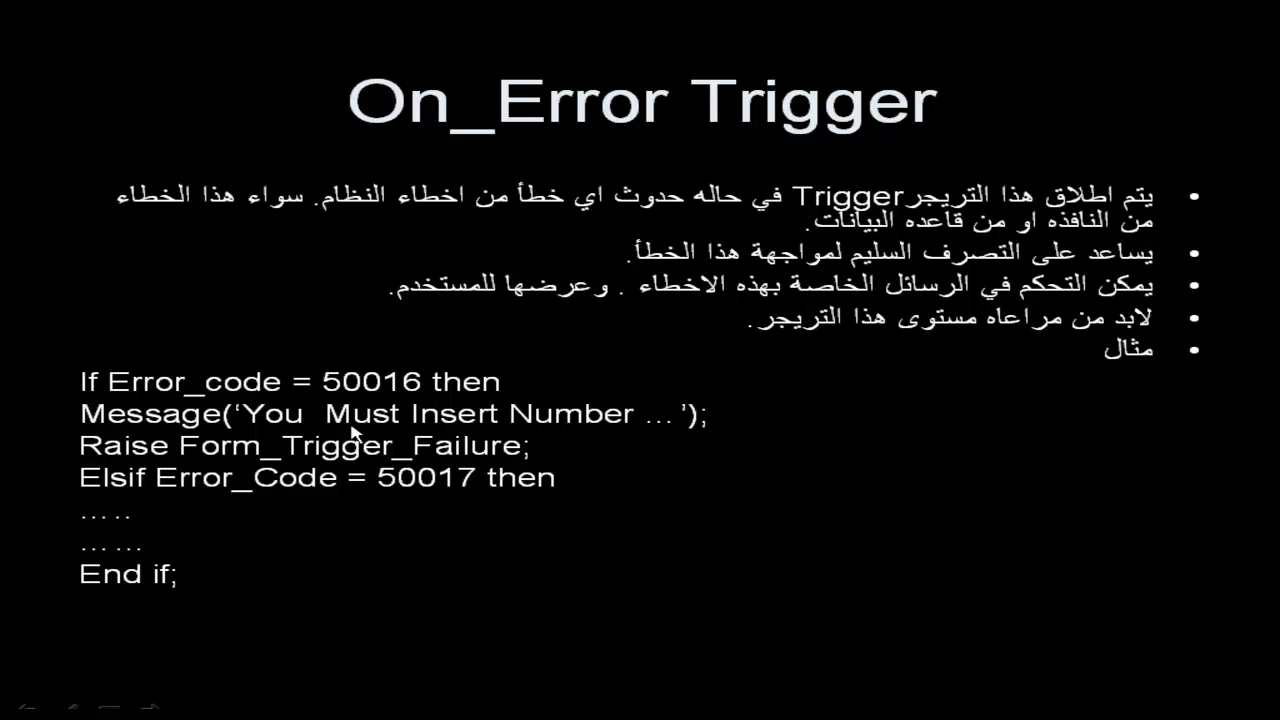 On_Error Trigger
• يتم اطلاق هذا التريجر Trigger في حاله حدوث اي خطأ من اخطاء النظام. سواء هذا الخطاء
من النافذه او من قاعده البيانات.
• يساعد على التصرف السليم لمواجهة هذا الخطأ.
• يمكن التحكم في الرسائل الخاصة بهذه الاخطاء . وعرضها للمستخدم.
• لابد من مراعاه مستوى هذا التريجر.
• مثال
If Error_code = 50016 then
Message(‘You  Must Insert Number … ’);
Raise Form_Trigger_Failure;
Elsif Error_Code = 50017 then
…..
……
End if;